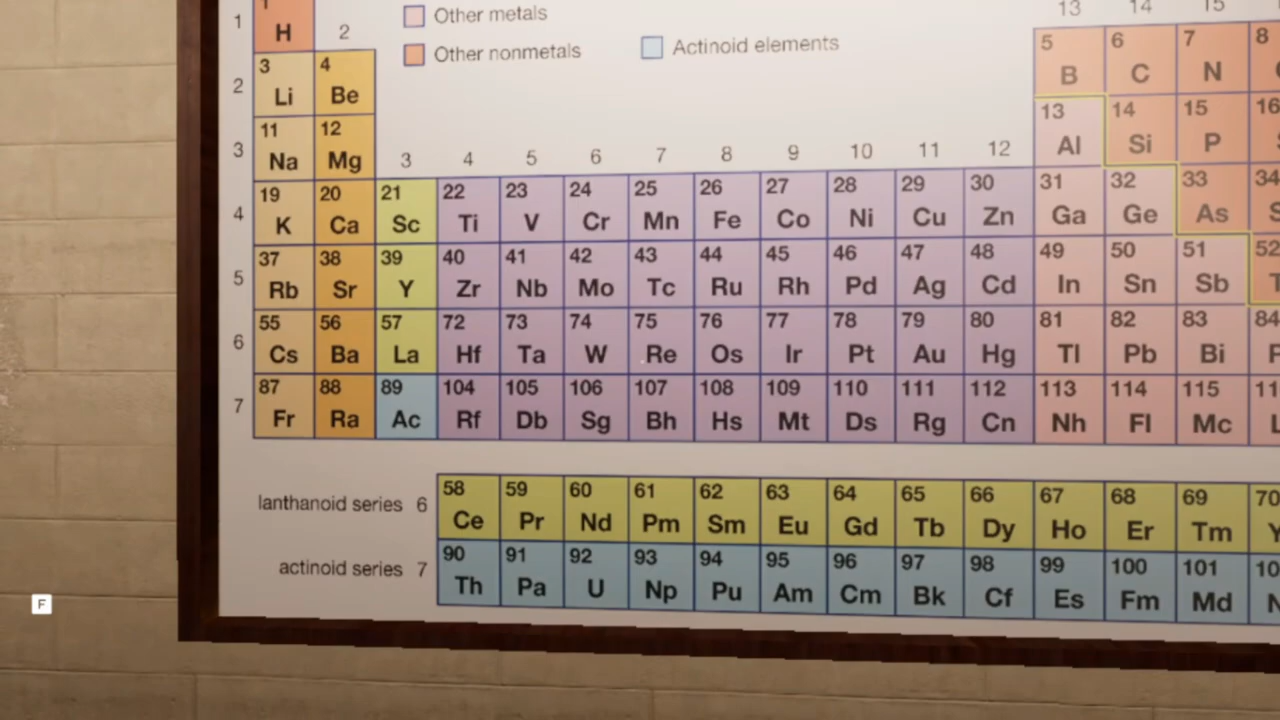 1 1 H 2 Other metals 13 14 15
Other nonmetals Actinoid elements
2 3 Li 4 Be 5 B 6 C 7 N 8
3 11 Na 12 Mg 3 4 5 6 7 8 9 10 11 12 13 Al 14 Si 15 P 16
4 19 K 20 Ca 21 Sc 22 Ti 23 V 24 Cr 25 Mn 26 Fe 27 Co 28 Ni 29 Cu 30 Zn 31 Ga 32 Ge 33 As 34
5 37 Rb 38 Sr 39 Y 40 Zr 41 Nb 42 Mo 43 Tc 44 Ru 45 Rh 46 Pd 47 Ag 48 Cd 49 In 50 Sn 51 Sb 52
6 55 Cs 56 Ba 57 La 72 Hf 73 Ta 74 W 75 Re 76 Os 77 Ir 78 Pt 79 Au 80 Hg 81 Tl 82 Pb 83 Bi 84
7 87 Fr 88 Ra 89 Ac 104 Rf 105 Db 106 Sg 107 Bh 108 Hs 109 Mt 110 Ds 111 Rg 112 Cn 113 Nh 114 Fl 115 Mc
lanthanoid series 6 58 Ce 59 Pr 60 Nd 61 Pm 62 Sm 63 Eu 64 Gd 65 Tb 66 Dy 67 Ho 68 Er 69 Tm 70
actinoid series 7 90 Th 91 Pa 92 U 93 Np 94 Pu 95 Am 96 Cm 97 Bk 98 Cf 99 Es 100 Fm 101 Md
F